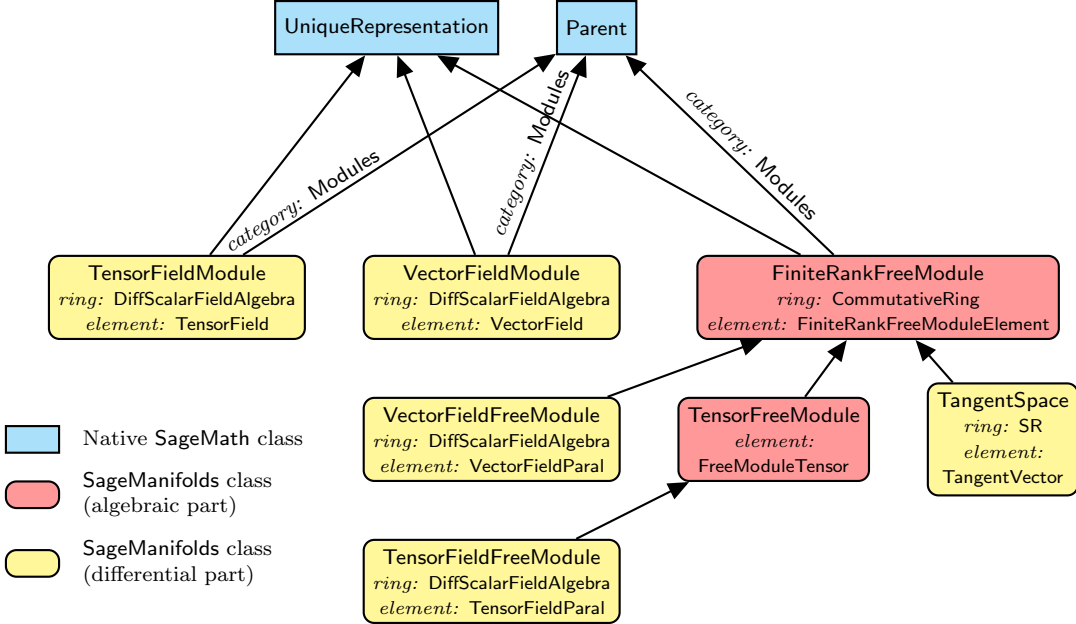 UniqueRepresentation
Parent
category: Modules
category: Modules
category: Modules
TensorFieldModule
ring: DiffScalarFieldAlgebra
element: TensorField
VectorFieldModule
ring: DiffScalarFieldAlgebra
element: VectorField
FiniteRankFreeModule
ring: CommutativeRing
element: FiniteRankFreeModuleElement
VectorFieldFreeModule
ring: DiffScalarFieldAlgebra
element: VectorFieldParal
TensorFreeModule
element:
FreeModuleTensor
TangentSpace
ring: SR
element:
TangentVector
Native SageMath class
SageManifolds class
(algebraic part)
SageManifolds class
(differential part)
TensorFieldFreeModule
ring: DiffScalarFieldAlgebra
element: TensorFieldParal